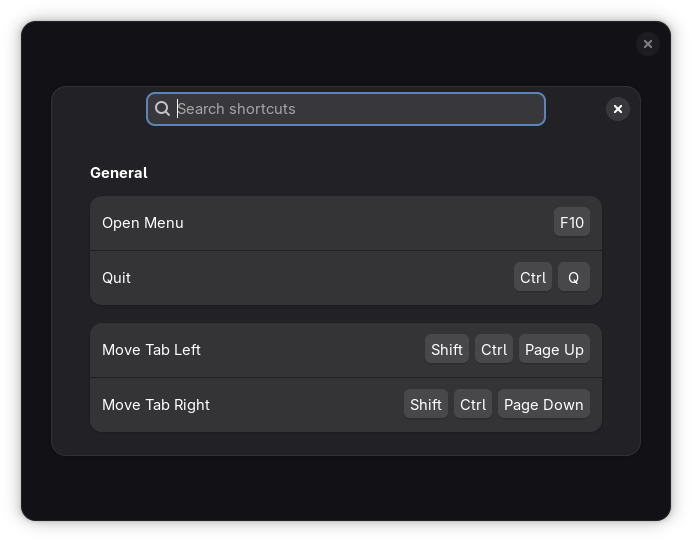 Search shortcuts
General
Open Menu F10
Quit Ctrl Q
Move Tab Left Shift Ctrl Page Up
Move Tab Right Shift Ctrl Page Down